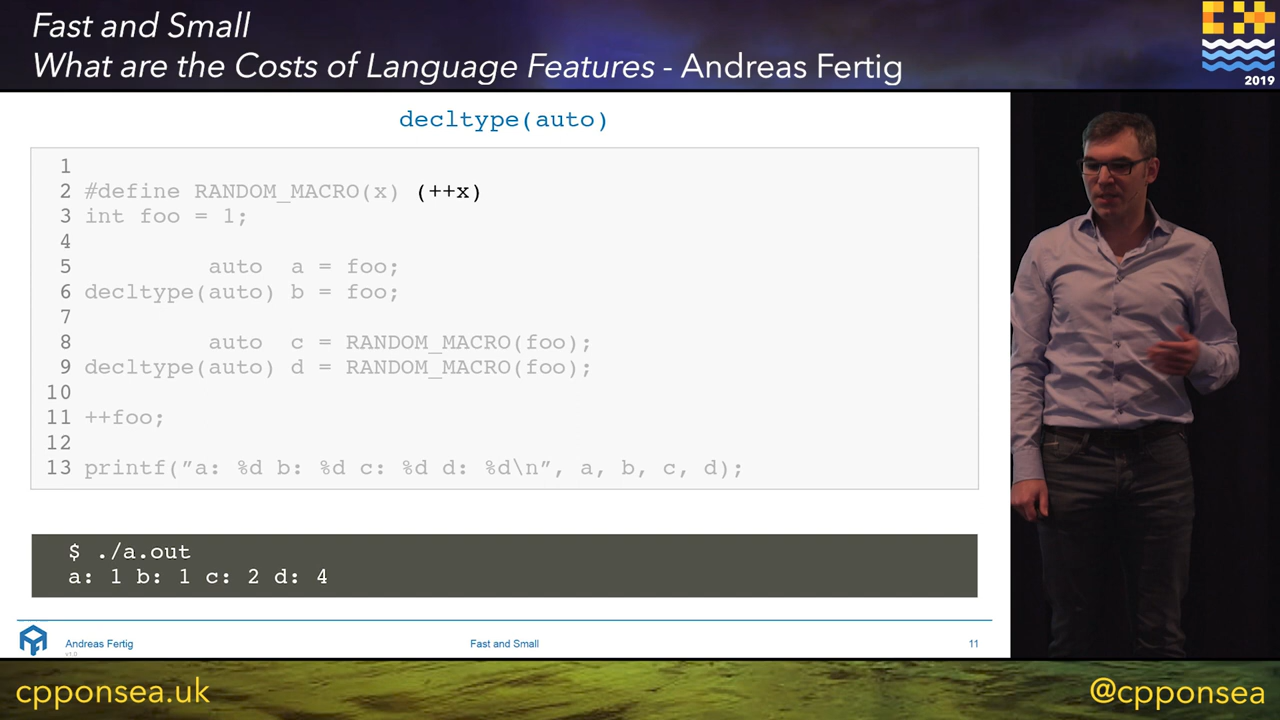 Fast and Small
What are the Costs of Language Features - Andreas Fertig
2019
decltype(auto)
1
2 #define RANDOM_MACRO(x) (++x)
3 int foo = 1;
4
5 auto a = foo;
6 decltype(auto) b = foo;
7
8 auto c = RANDOM_MACRO(foo);
9 decltype(auto) d = RANDOM_MACRO(foo);
10
11 ++foo;
12
13 printf(”a: %d b: %d c: %d d: %d\n”, a, b, c, d);
$ ./a.out
a: 1 b: 1 c: 2 d: 4
Andreas Fertig Fast and Small 11
v1.0
cpponsea.uk @cpponsea